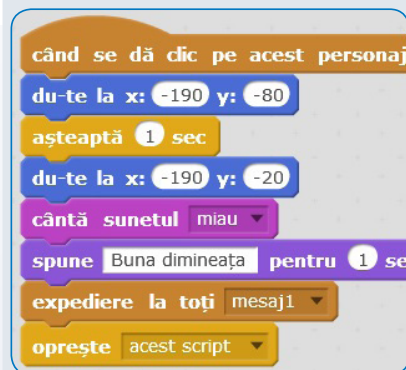 când se dă clic pe acest personaj
du-te la x: -190 y: -80
așteaptă 1 sec
du-te la x: -190 y: -20
cântă sunetul miau
spune Buna dimineața pentru 1 se
expediere la toți mesaj1
oprește acest script